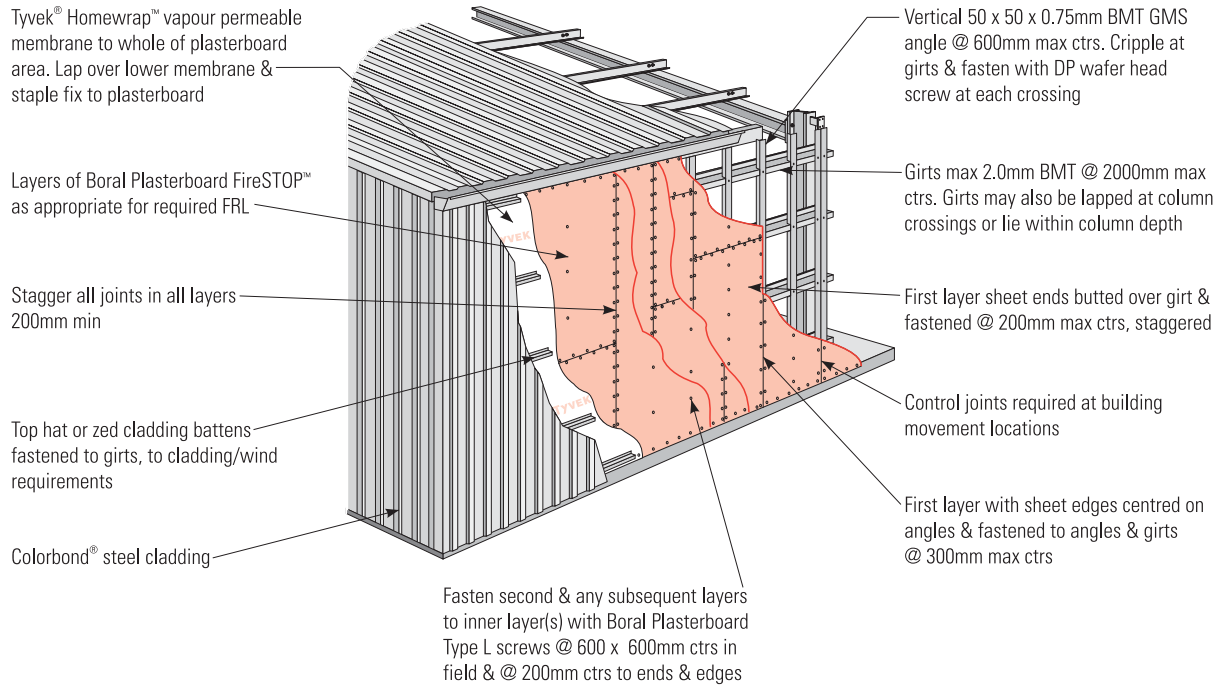 Tyvek® Homewrap™ vapour permeable
membrane to whole of plasterboard
area. Lap over lower membrane &
staple fix to plasterboard
Layers of Boral Plasterboard FireSTOP™
as appropriate for required FRL
Stagger all joints in all layers
200mm min
Top hat or zed cladding battens
fastened to girts, to cladding/wind
requirements
Colorbond® steel cladding
TYVEK
TYVEK
Fasten second & any subsequent layers
to inner layer(s) with Boral Plasterboard
Type L screws @ 600 x 600mm ctrs in
field & @ 200mm ctrs to ends & edges
Vertical 50 x 50 x 0.75mm BMT GMS
angle @ 600mm max ctrs. Cripple at
girts & fasten with DP wafer head
screw at each crossing
Girts max 2.0mm BMT @ 2000mm max
ctrs. Girts may also be lapped at column
crossings or lie within column depth
First layer sheet ends butted over girt &
fastened @ 200mm max ctrs, staggered
Control joints required at building
movement locations
First layer with sheet edges centred on
angles & fastened to angles & girts
@ 300mm max ctrs